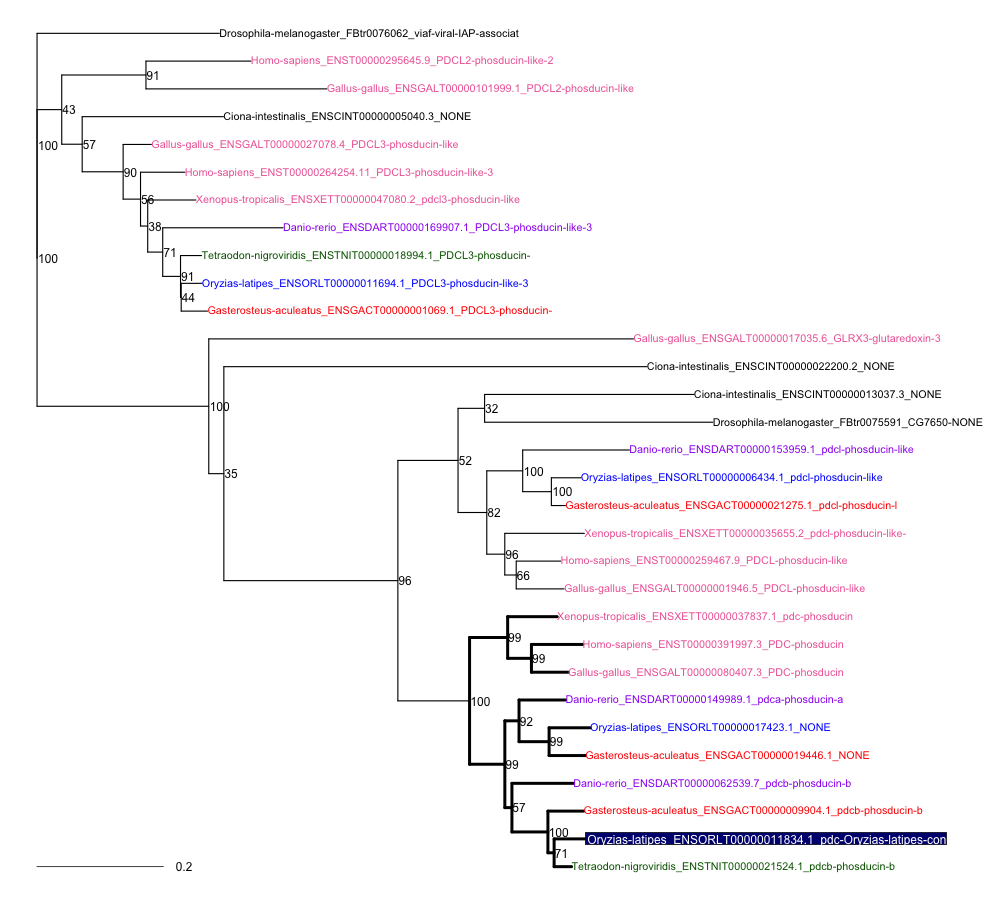 Drosophila-melanogaster_FBtr0076062_viaf-viral-IAP-associat
Homo-sapiens_ENST00000295645.9_PDCL2-phosducin-like-2
91
Gallus-gallus_ENSGALT00000101999.1_PDCL2-phosducin-like
43
Ciona-intestinalis_ENSCINT00000005040.3_NONE
100
57
Gallus-gallus_ENSGALT00000027078.4_PDCL3-phosducin-like
90
Homo-sapiens_ENST00000264254.11_PDCL3-phosducin-like-3
56
Xenopus-tropicalis_ENSXETT00000047080.2_pdcl3-phosducin-like
38
Danio-rerio_ENSDART00000169907.1_PDCL3-phosducin-like-3
71
Tetraodon-nigroviridis_ENSTNIT00000018994.1_PDCL3-phosducin-
100
91
Oryzias-latipes_ENSORLT00000011694.1_PDCL3-phosducin-like-3
44
Gasterosteus-aculeatus_ENSGACT00000001069.1_PDCL3-phosducin-
Gallus-gallus_ENSGALT00000017035.6_GLRX3-glutaredoxin-3
Ciona-intestinalis_ENSCINT00000022200.2_NONE
Ciona-intestinalis_ENSCINT00000013037.3_NONE
100
32
Drosophila-melanogaster_FBtr0075591_CG7650-NONE
Danio-rerio_ENSDART00000153959.1_pdcl-phosducin-like
52
100
35
Oryzias-latipes_ENSORLT00000006434.1_pdcl-phosducin-like
100
Gasterosteus-aculeatus_ENSGACT00000021275.1_pdcl-phosducin-l
82
Xenopus-tropicalis_ENSXETT00000035655.2_pdcl-phosducin-like-
96
Homo-sapiens_ENST00000259467.9_PDCL-phosducin-like
66
96
Gallus-gallus_ENSGALT00000001946.5_PDCL-phosducin-like
Xenopus-tropicalis_ENSXETT00000037837.1_pdc-phosducin
99
Homo-sapiens_ENST00000391997.3_PDC-phosducin
99
Gallus-gallus_ENSGALT00000080407.3_PDC-phosducin
100
Danio-rerio_ENSDART00000149989.1_pdca-phosducin-a
92
Oryzias-latipes_ENSORLT00000017423.1_NONE
99
Gasterosteus-aculeatus_ENSGACT00000019446.1_NONE
99
Danio-rerio_ENSDART00000062539.7_pdcb-phosducin-b
57
Gasterosteus-aculeatus_ENSGACT00000009904.1_pdcb-phosducin-b
100
Oryzias-latipes_ENSORLT00000011834.1_pdc-Oryzias-latipes-con
71
Tetraodon-nigroviridis_ENSTNIT00000021524.1_pdcb-phosducin-b
0.2